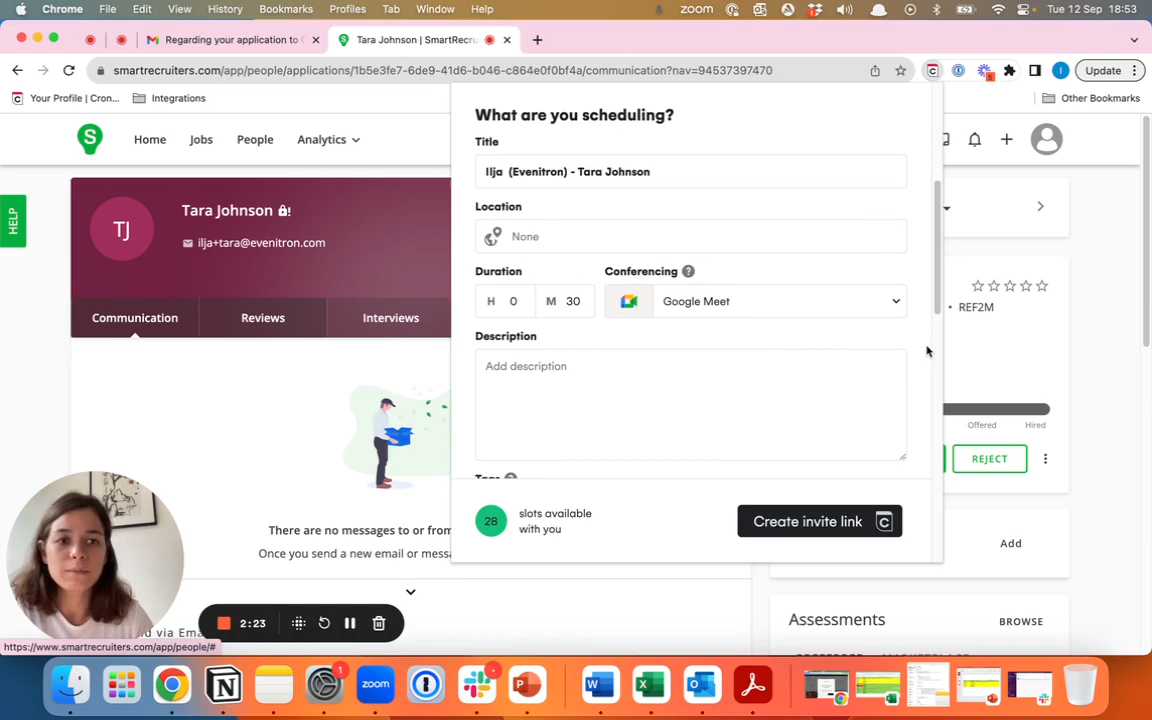 Chrome File Edit View History Bookmarks Profiles Tab Window Help zoom Tue 12 Sep 18:53
Regarding your application to
Tara Johnson | SmartRecru
smartrecruiters.com/app/people/applications/1b5e3fe7-6de9-41d6-b046-c864e0f0bf4a/communication?nav=94537397470
Update
Your Profile | Cron...
Integrations
Other Bookmarks
S
Home Jobs People Analytics
HELP
TJ
Tara Johnson
ilja+tara@evenitron.com
Communication Reviews Interviews
There are no messages to or from
Once you send a new email or messa
d via Ema
What are you scheduling?
Title
Ilja (Evenitron) - Tara Johnson
Location
None
Duration Conferencing ?
H 0 M 30 Google Meet
Description
Add description
Tags ?
28
slots available
with you
Create invite link
• REF2M
Offered Hired
REJECT
Add
Assessments BROWSE
2:23
https://www.smartrecruiters.com/app/people/#
zoom
1